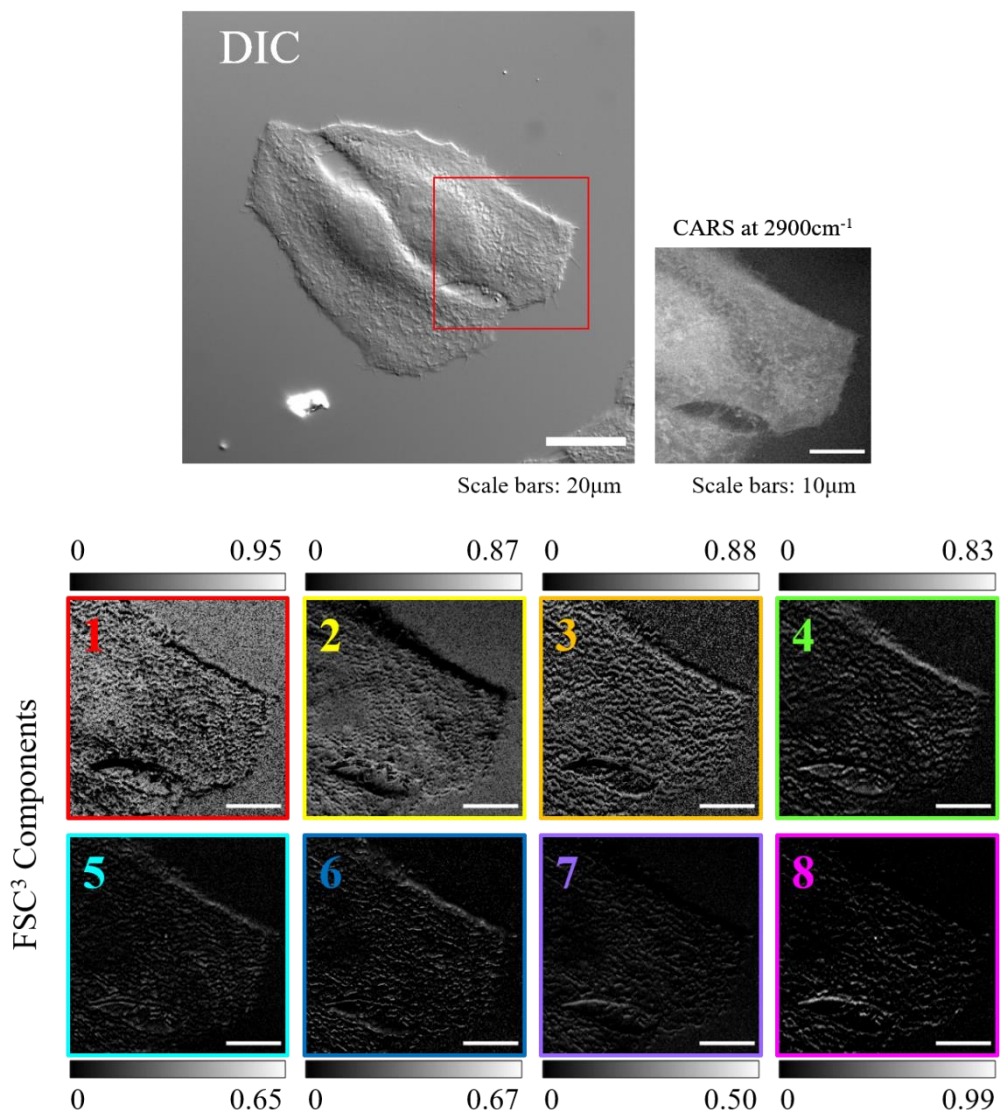 DIC
CARS at 2900cm⁻¹
Scale bars: 20μm
Scale bars: 10μm
0 0.95 0 0.87 0 0.88 0 0.83
1 2 3 4
FSC³ Components
5 6 7 8
0 0.65 0 0.67 0 0.50 0 0.99